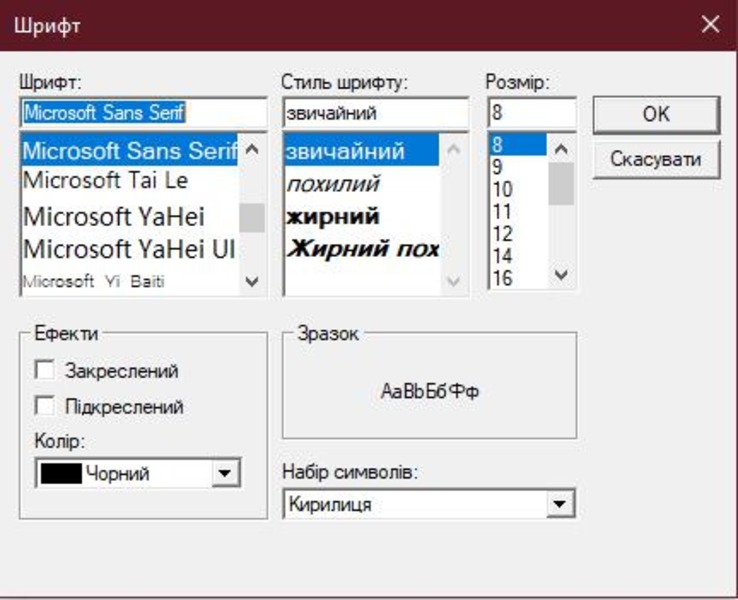 Шрифт
Шрифт:
Microsoft Sans Serif
Microsoft Sans Serif
Microsoft Tai Le
Microsoft YaHei
Microsoft YaHei UI
Microsoft Yi Baiti
Стиль шрифту:
звичайний
звичайний
похилий
жирний
Жирний пох
Розмір:
8
8
9
10
11
12
14
16
OK
Скасувати
Ефекти
Закреслений
Підкреслений
Колір:
Чорний
Зразок
АаВbБбФф
Набір символів:
Кирилиця